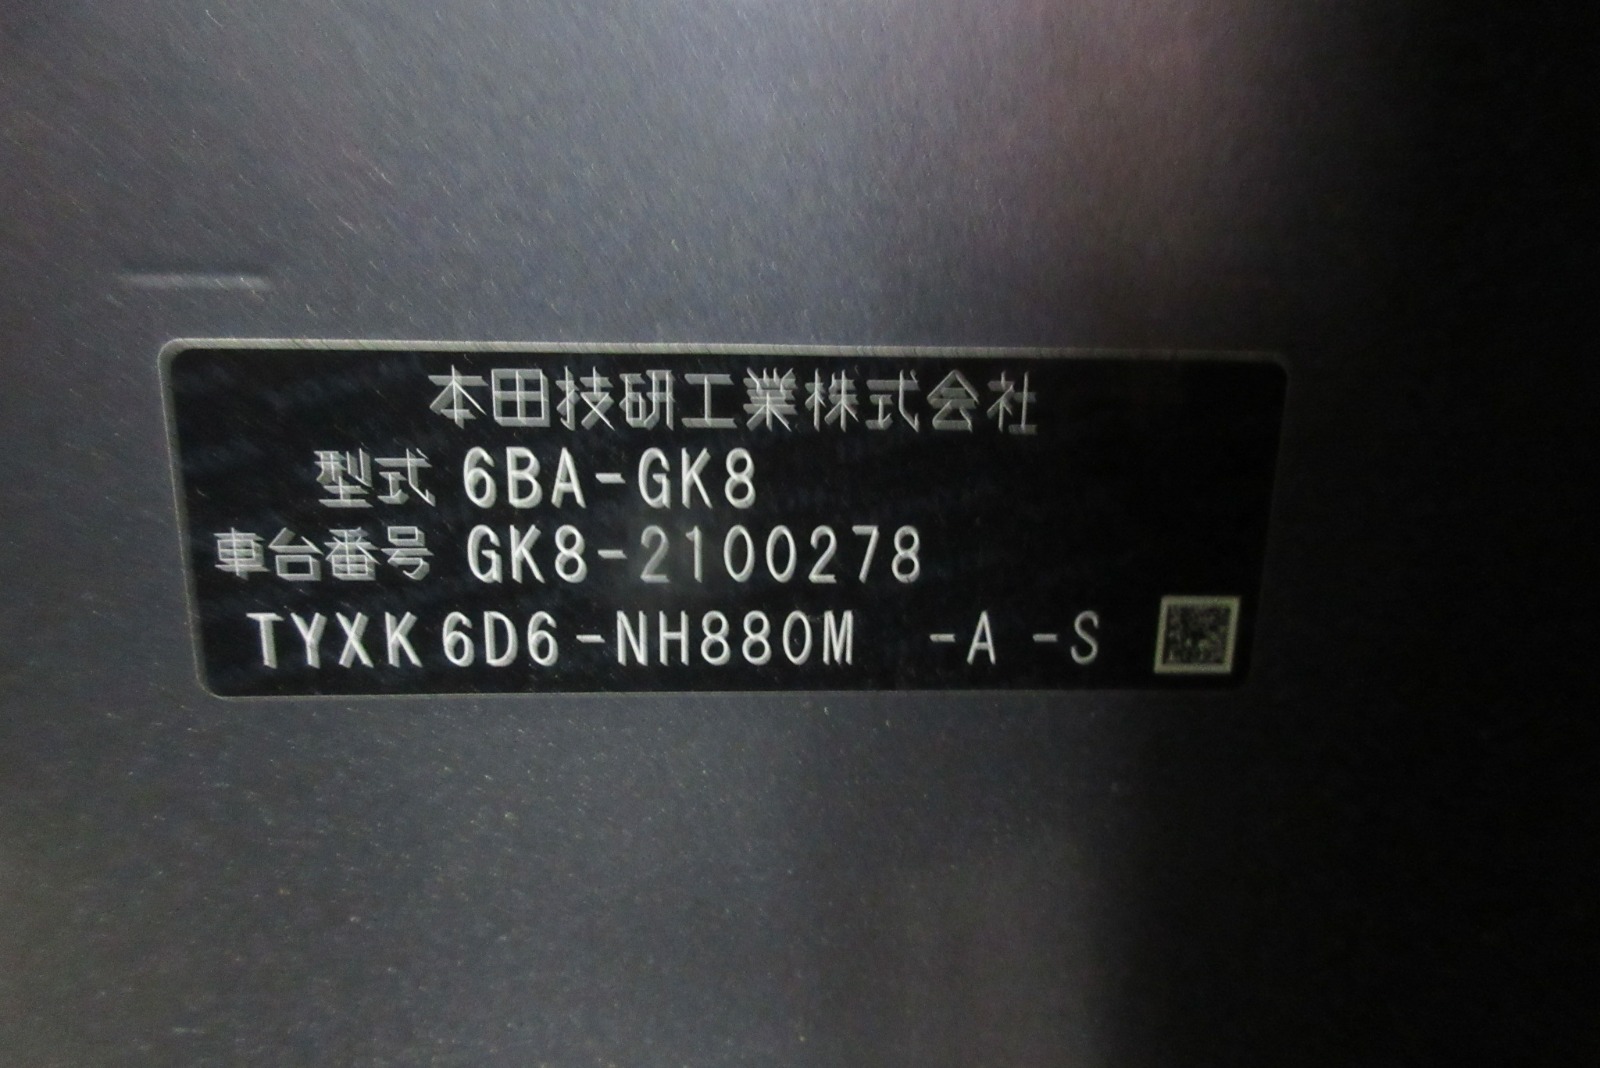 本田技研工業株式会社
型式 6BA-GK8
車台番号 GK8-2100278
TYXK6D6-NH880M -A -S